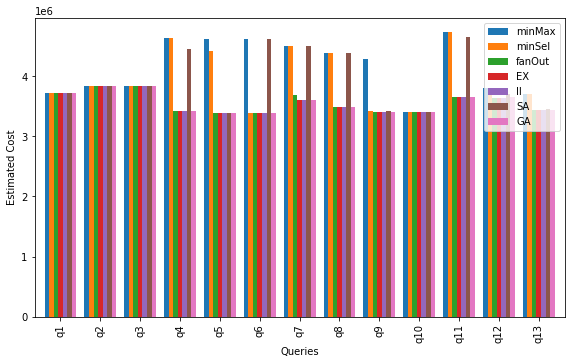 1e6
minMax
minSel
fanOut
EX
II
SA
GA
4
3
2
1
0
Estimated Cost
q1 q2 q3 q4 q5 q6 q7 q8 q9 q10 q11 q12 q13
Queries